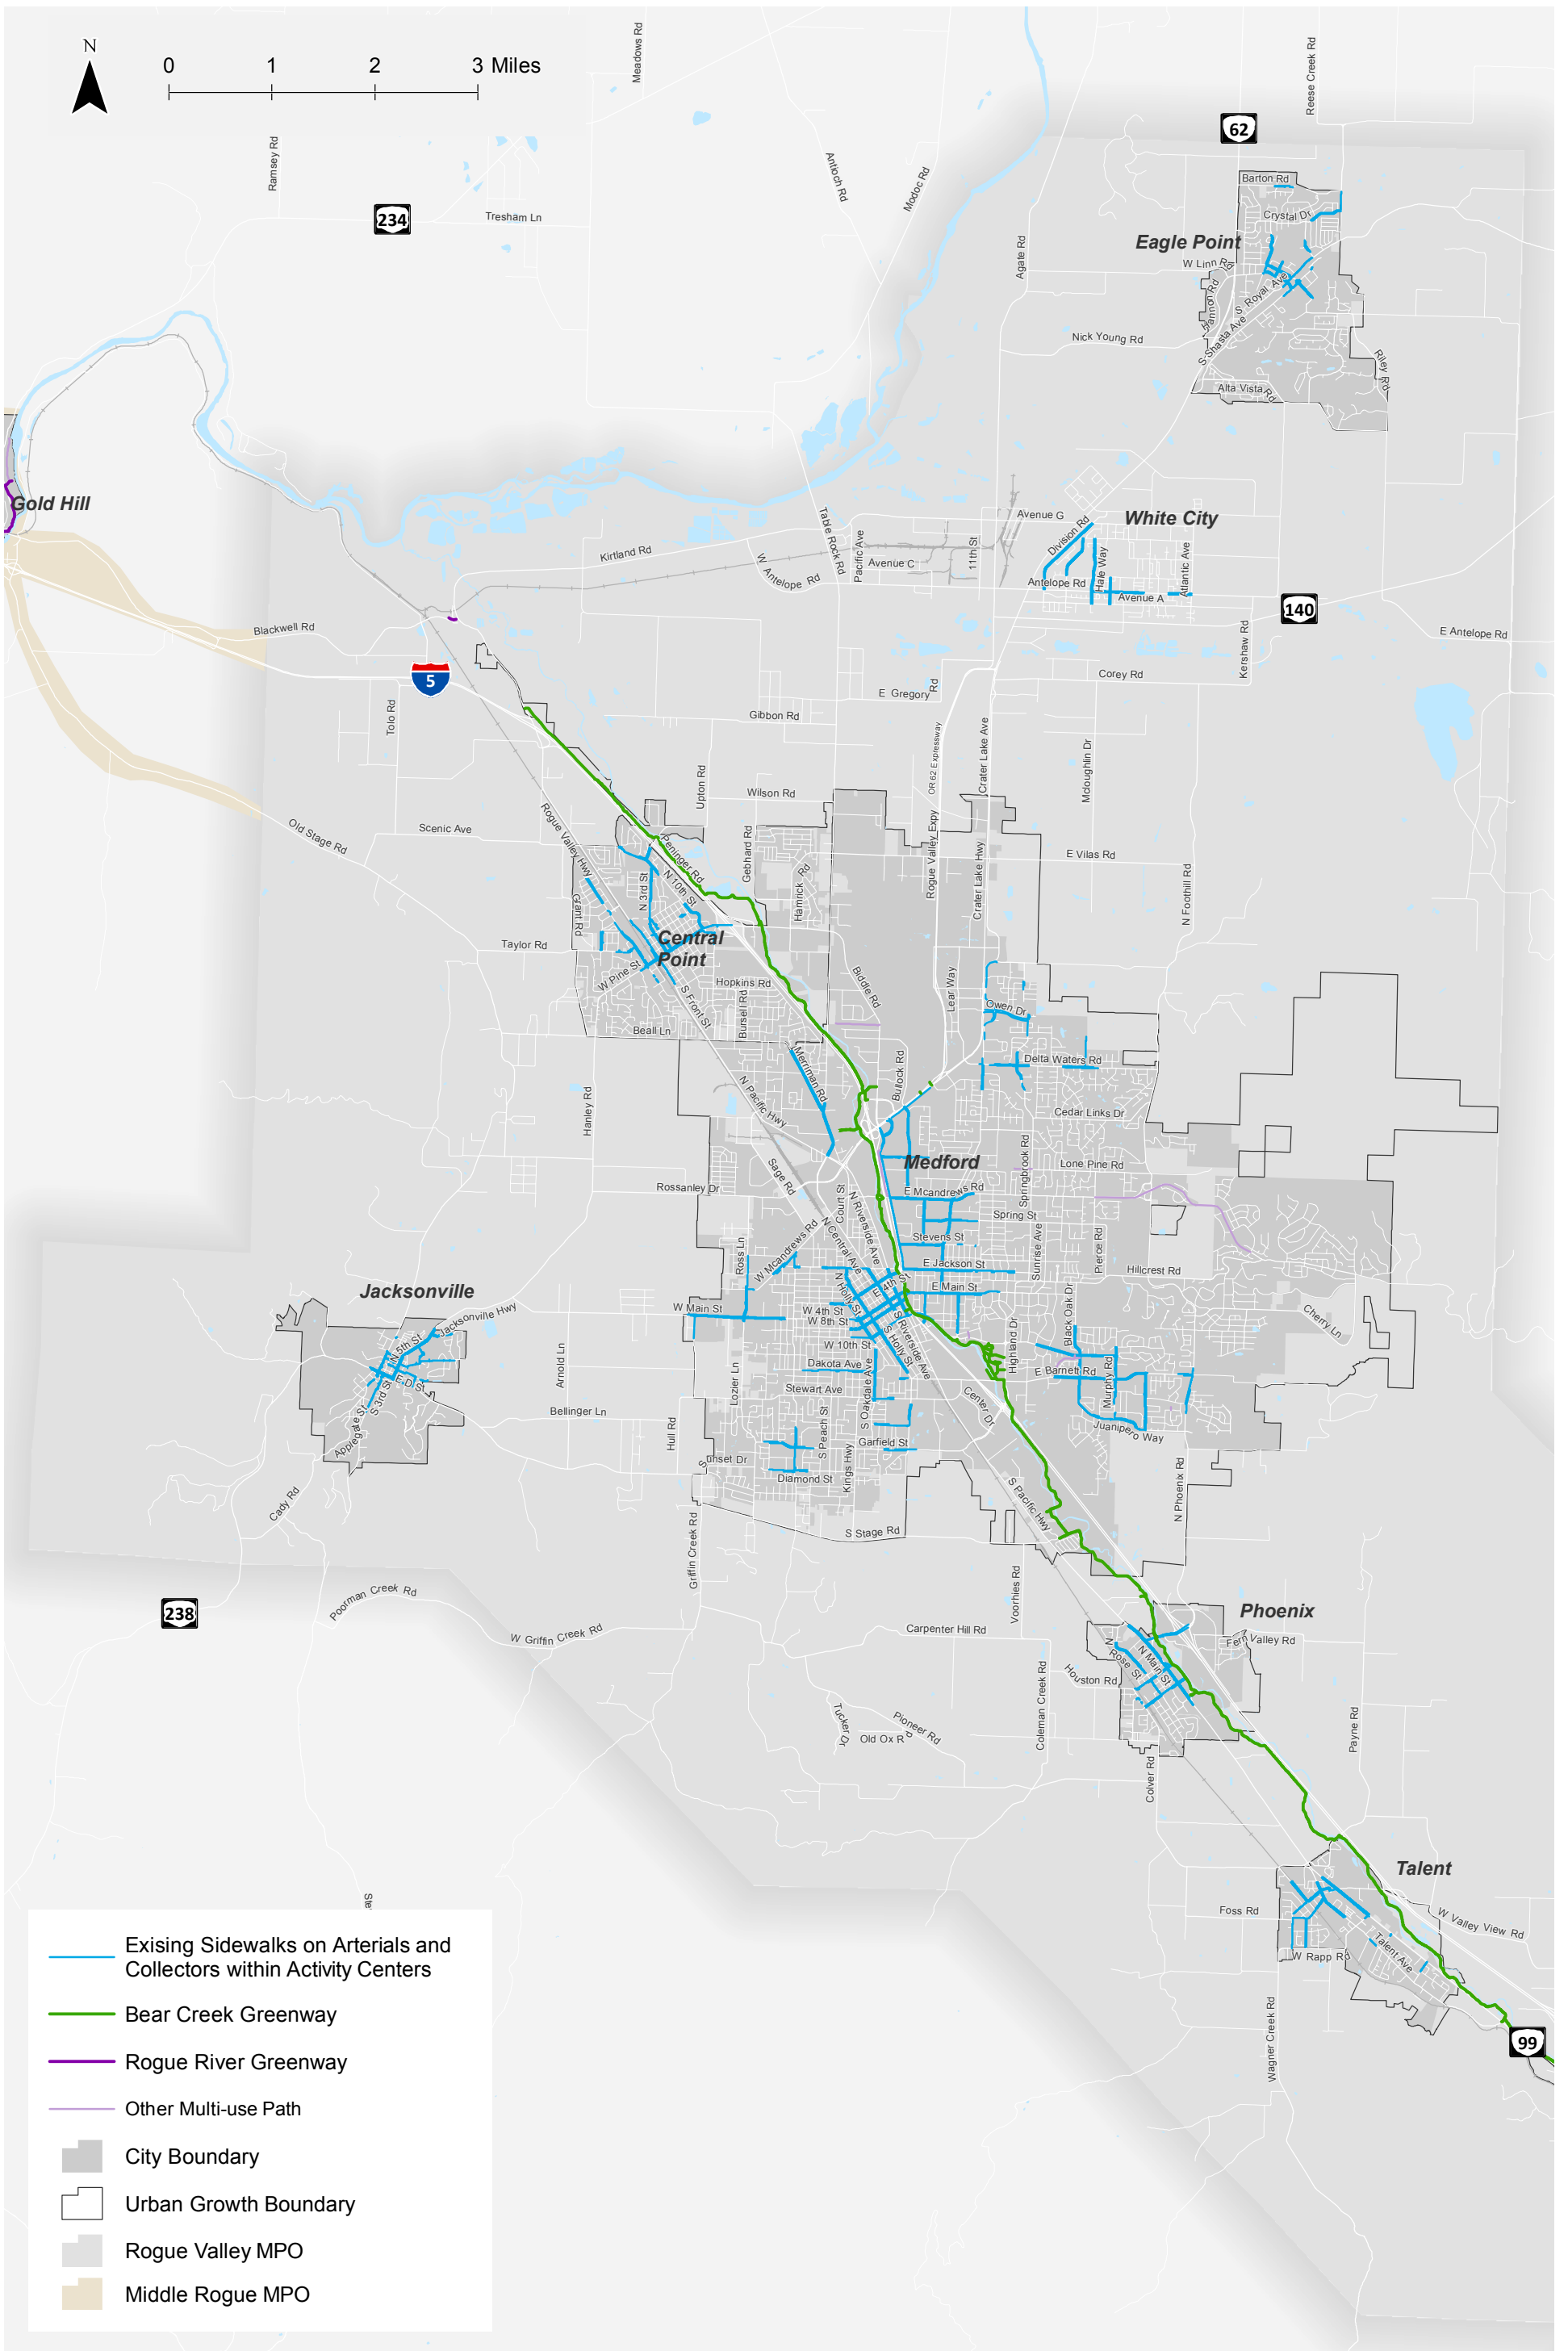 N
0 1 2 3 Miles
Meadows Rd
Reese Creek Rd
62
Ramsey Rd
Antioch Rd
Modoc Rd
Barton Rd
234
Tresham Ln
Crystal Dr
Agate Rd
Eagle Point
W Linn Rd
Hannon Rd
S Royal Ave
S Shasta Ave
Nick Young Rd
Riley Rd
Alta Vista Rd
Gold Hill
Table Rock Rd
Pacific Ave
Avenue G
White City
Division Rd
Kirtland Rd
W Antelope Rd
Avenue C
11th St
Hale Way
Atlantic Ave
Antelope Rd
Avenue A
140
Blackwell Rd
Kershaw Rd
E Antelope Rd
5
Corey Rd
E Gregory Rd
Tolo Rd
Gibbon Rd
OR 62 Expressway
Crater Lake Ave
Mcloughlin Dr
Upton Rd
Wilson Rd
Old Stage Rd
Scenic Ave
Rogue Valley Hwy
Peninger Rd
Gebhard Rd
Rogue Valley Expy
Crater Lake Hwy
E Vilas Rd
N 3rd St
N 10th St
Hamrick Rd
N Foothill Rd
Grant Rd
Taylor Rd
Central
Point
W Pine St
Hopkins Rd
Biddle Rd
Lear Way
S Front St
Bursell Rd
Owen Dr
Beall Ln
Merriman Rd
Bullock Rd
Delta Waters Rd
Hanley Rd
N Pacific Hwy
Cedar Links Dr
Medford
Springbrook Rd
Lone Pine Rd
Sage Rd
Rossanley Dr
Court St
E Mcandrews Rd
N Riverside Ave
Spring St
N Central Ave
Stevens St
Sunrise Ave
Pierce Rd
Ross Ln
W Mcandrews Rd
E Jackson St
Hillcrest Rd
Jacksonville
N Holly St
E 4th St
E Main St
Black Oak Dr
Cherry Ln
Jacksonville Hwy
W Main St
W 4th St
W 8th St
S Riverside Ave
N 5th St
W 10th St
S Holly St
Highland Dr
Arnold Ln
Dakota Ave
E Barnett Rd
Murphy Rd
E D St
S 3rd St
Lozier Ln
Stewart Ave
S Oakdale Ave
Center Dr
Applegate St
Bellinger Ln
Hull Rd
S Peach St
Juanipero Way
Garfield St
Sunset Dr
Kings Hwy
Diamond St
S Pacific Hwy
N Phoenix Rd
Cady Rd
S Stage Rd
Griffin Creek Rd
Voorhies Rd
238
Poorman Creek Rd
Phoenix
W Griffin Creek Rd
Carpenter Hill Rd
Fern Valley Rd
N Rose St
N Main St
Houston Rd
Coleman Creek Rd
Tucker Dr
Pioneer Rd
Old Ox Rd
Payne Rd
Colver Rd
Talent
Ste
Foss Rd
W Valley View Rd
Talent Ave
W Rapp Rd
Wagner Creek Rd
99
Exising Sidewalks on Arterials and
Collectors within Activity Centers
Bear Creek Greenway
Rogue River Greenway
Other Multi-use Path
City Boundary
Urban Growth Boundary
Rogue Valley MPO
Middle Rogue MPO